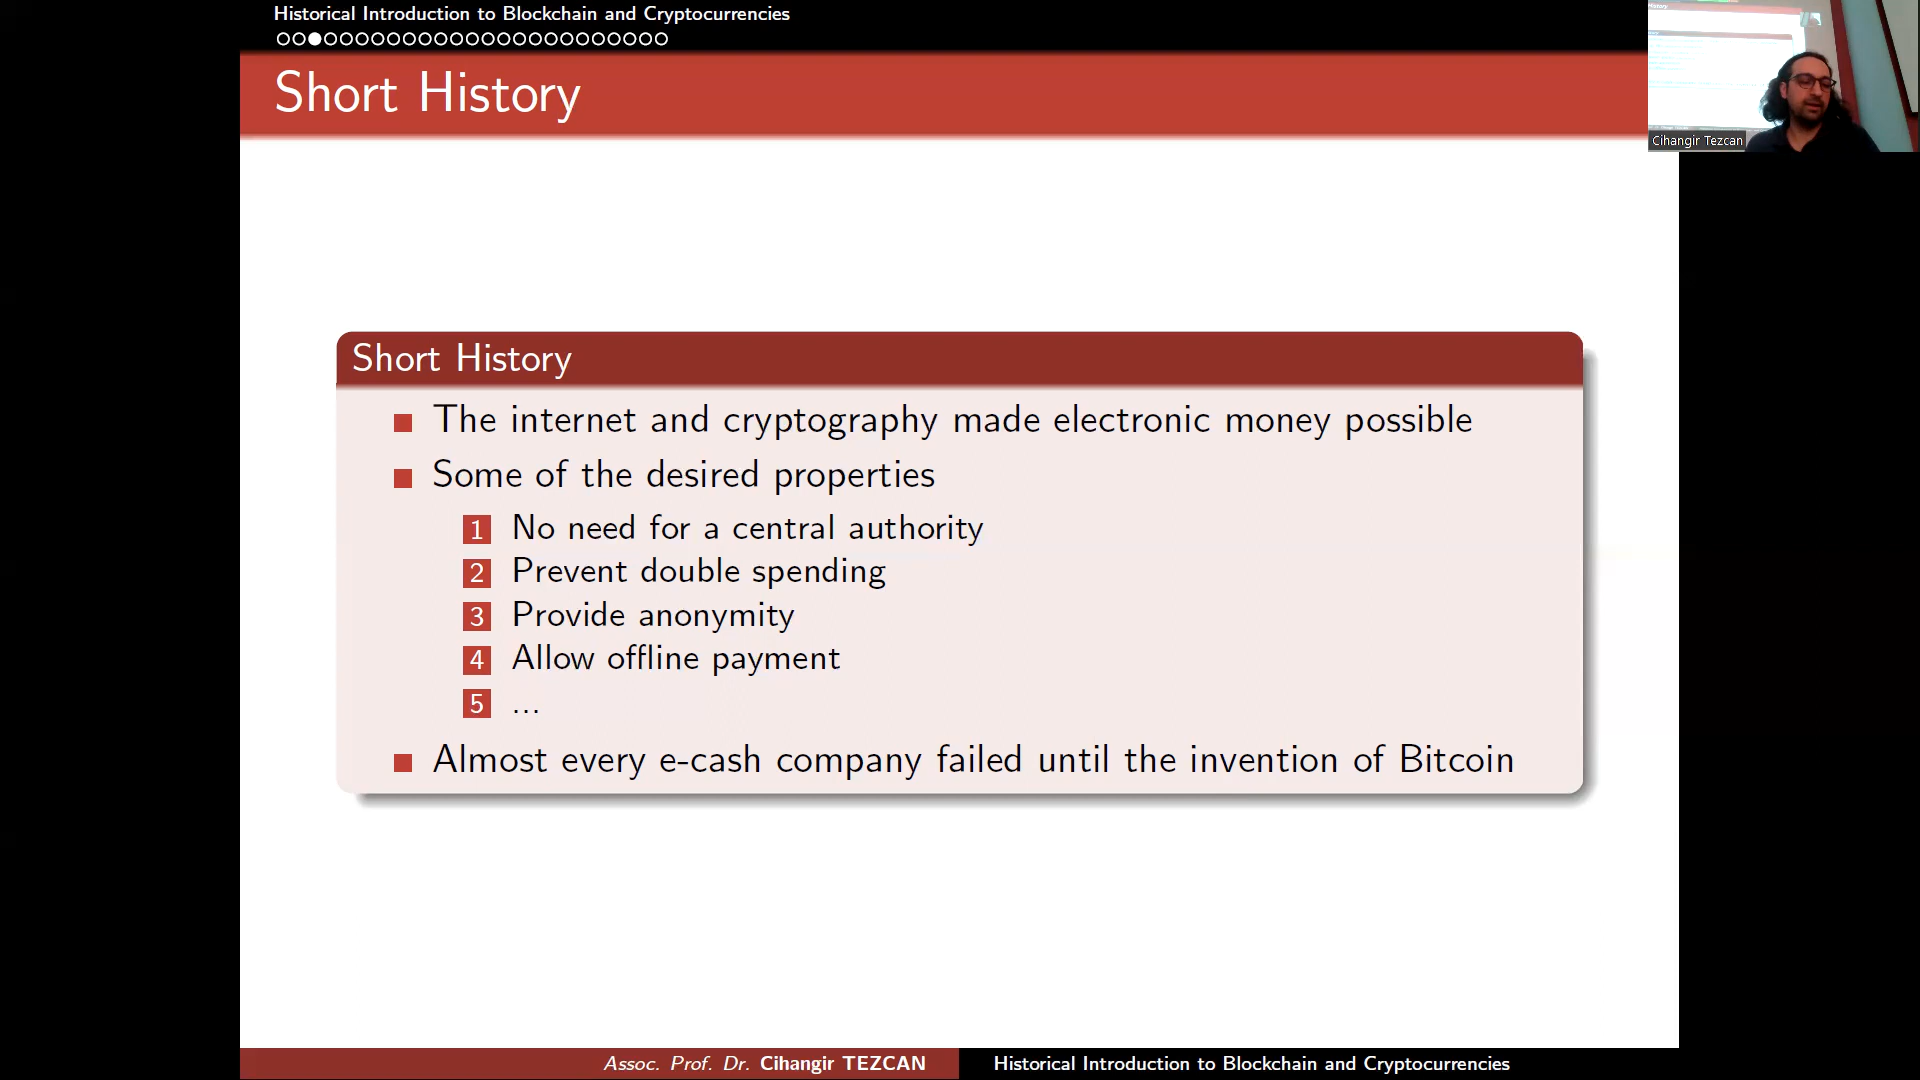 Historical Introduction to Blockchain and Cryptocurrencies
Short History
Cihangir Tezcan
Short History
The internet and cryptography made electronic money possible
Some of the desired properties
1 No need for a central authority
2 Prevent double spending
3 Provide anonymity
4 Allow offline payment
5 ...
Almost every e-cash company failed until the invention of Bitcoin
Assoc. Prof. Dr. Cihangir TEZCAN
Historical Introduction to Blockchain and Cryptocurrencies